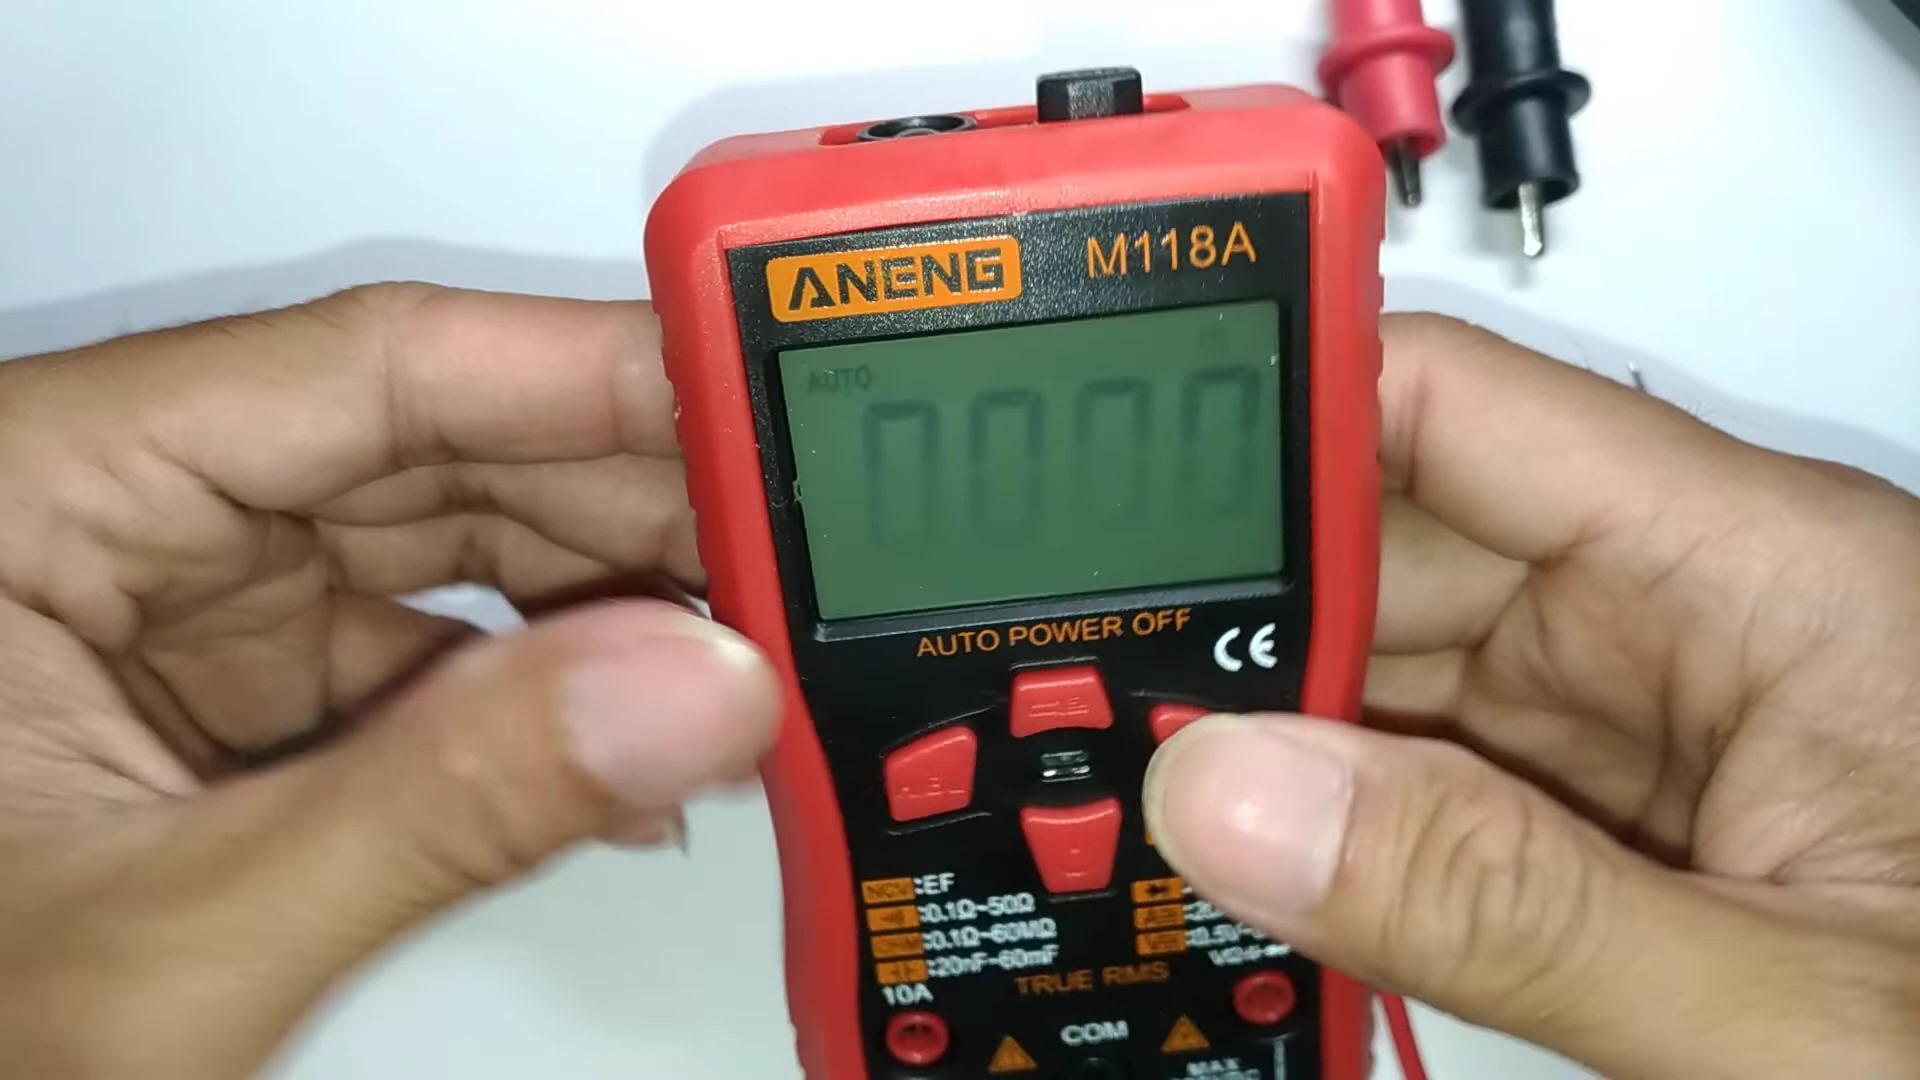 ANENG
M118A
AUTO
0000
AUTO POWER OFF
CE
NCV :EF
:0.1Ω~50Ω
OHM :0.1Ω~60MΩ
:20nF~60mF
TRUE RMS
10A
COM
MAX